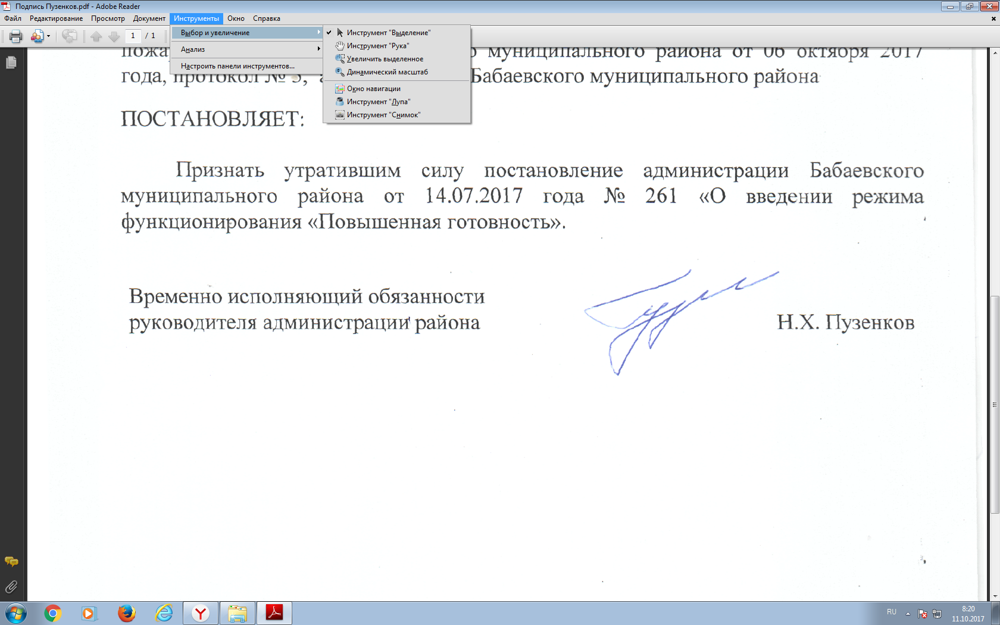 Подпись Пузенков.pdf - Adobe Reader
Файл Редактирование Просмотр Документ Инструменты Окно Справка
1 / 1
Выбор и увеличение
Анализ
Настроить панели инструментов...
Инструмент "Выделение"
Инструмент "Рука"
Увеличить выделенное
Динамический масштаб
Окно навигации
Инструмент "Лупа"
Инструмент "Снимок"
муниципального района от 06 октября 2017
года, протокол № 5, Бабаевского муниципального района
ПОСТАНОВЛЯЕТ:
Признать утратившим силу постановление администрации Бабаевского
муниципального района от 14.07.2017 года № 261 «О введении режима
функционирования «Повышенная готовность».
Временно исполняющий обязанности
руководителя администрации района
Н.Х. Пузенков
RU
8:20
11.10.2017